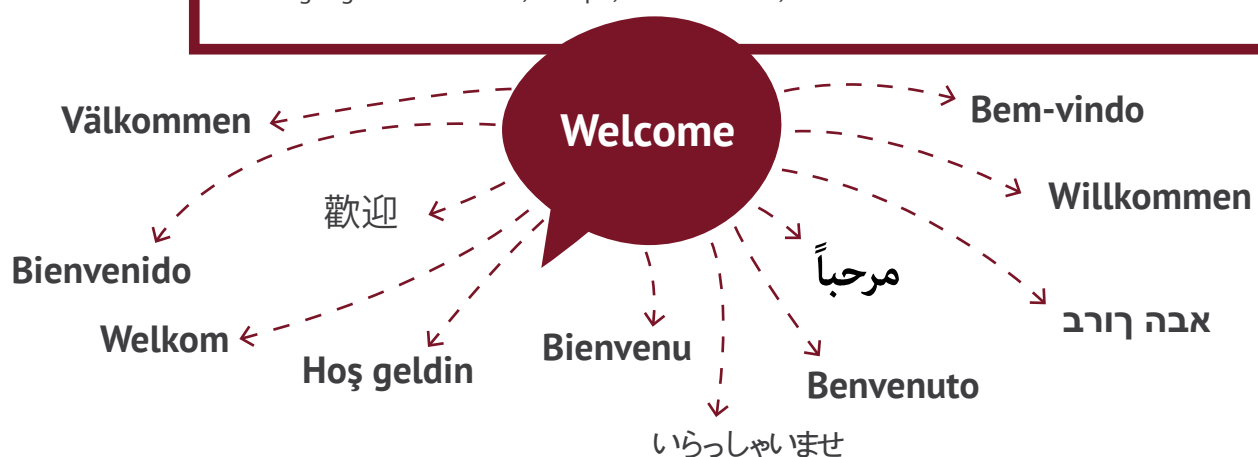 Welcome
Välkommen
Bem-vindo
Willkommen
歡迎
Bienvenido
مرحباً
אבה ךורב
Welkom
Hoş geldin
Bienvenu
Benvenuto
いらっしゃいませ